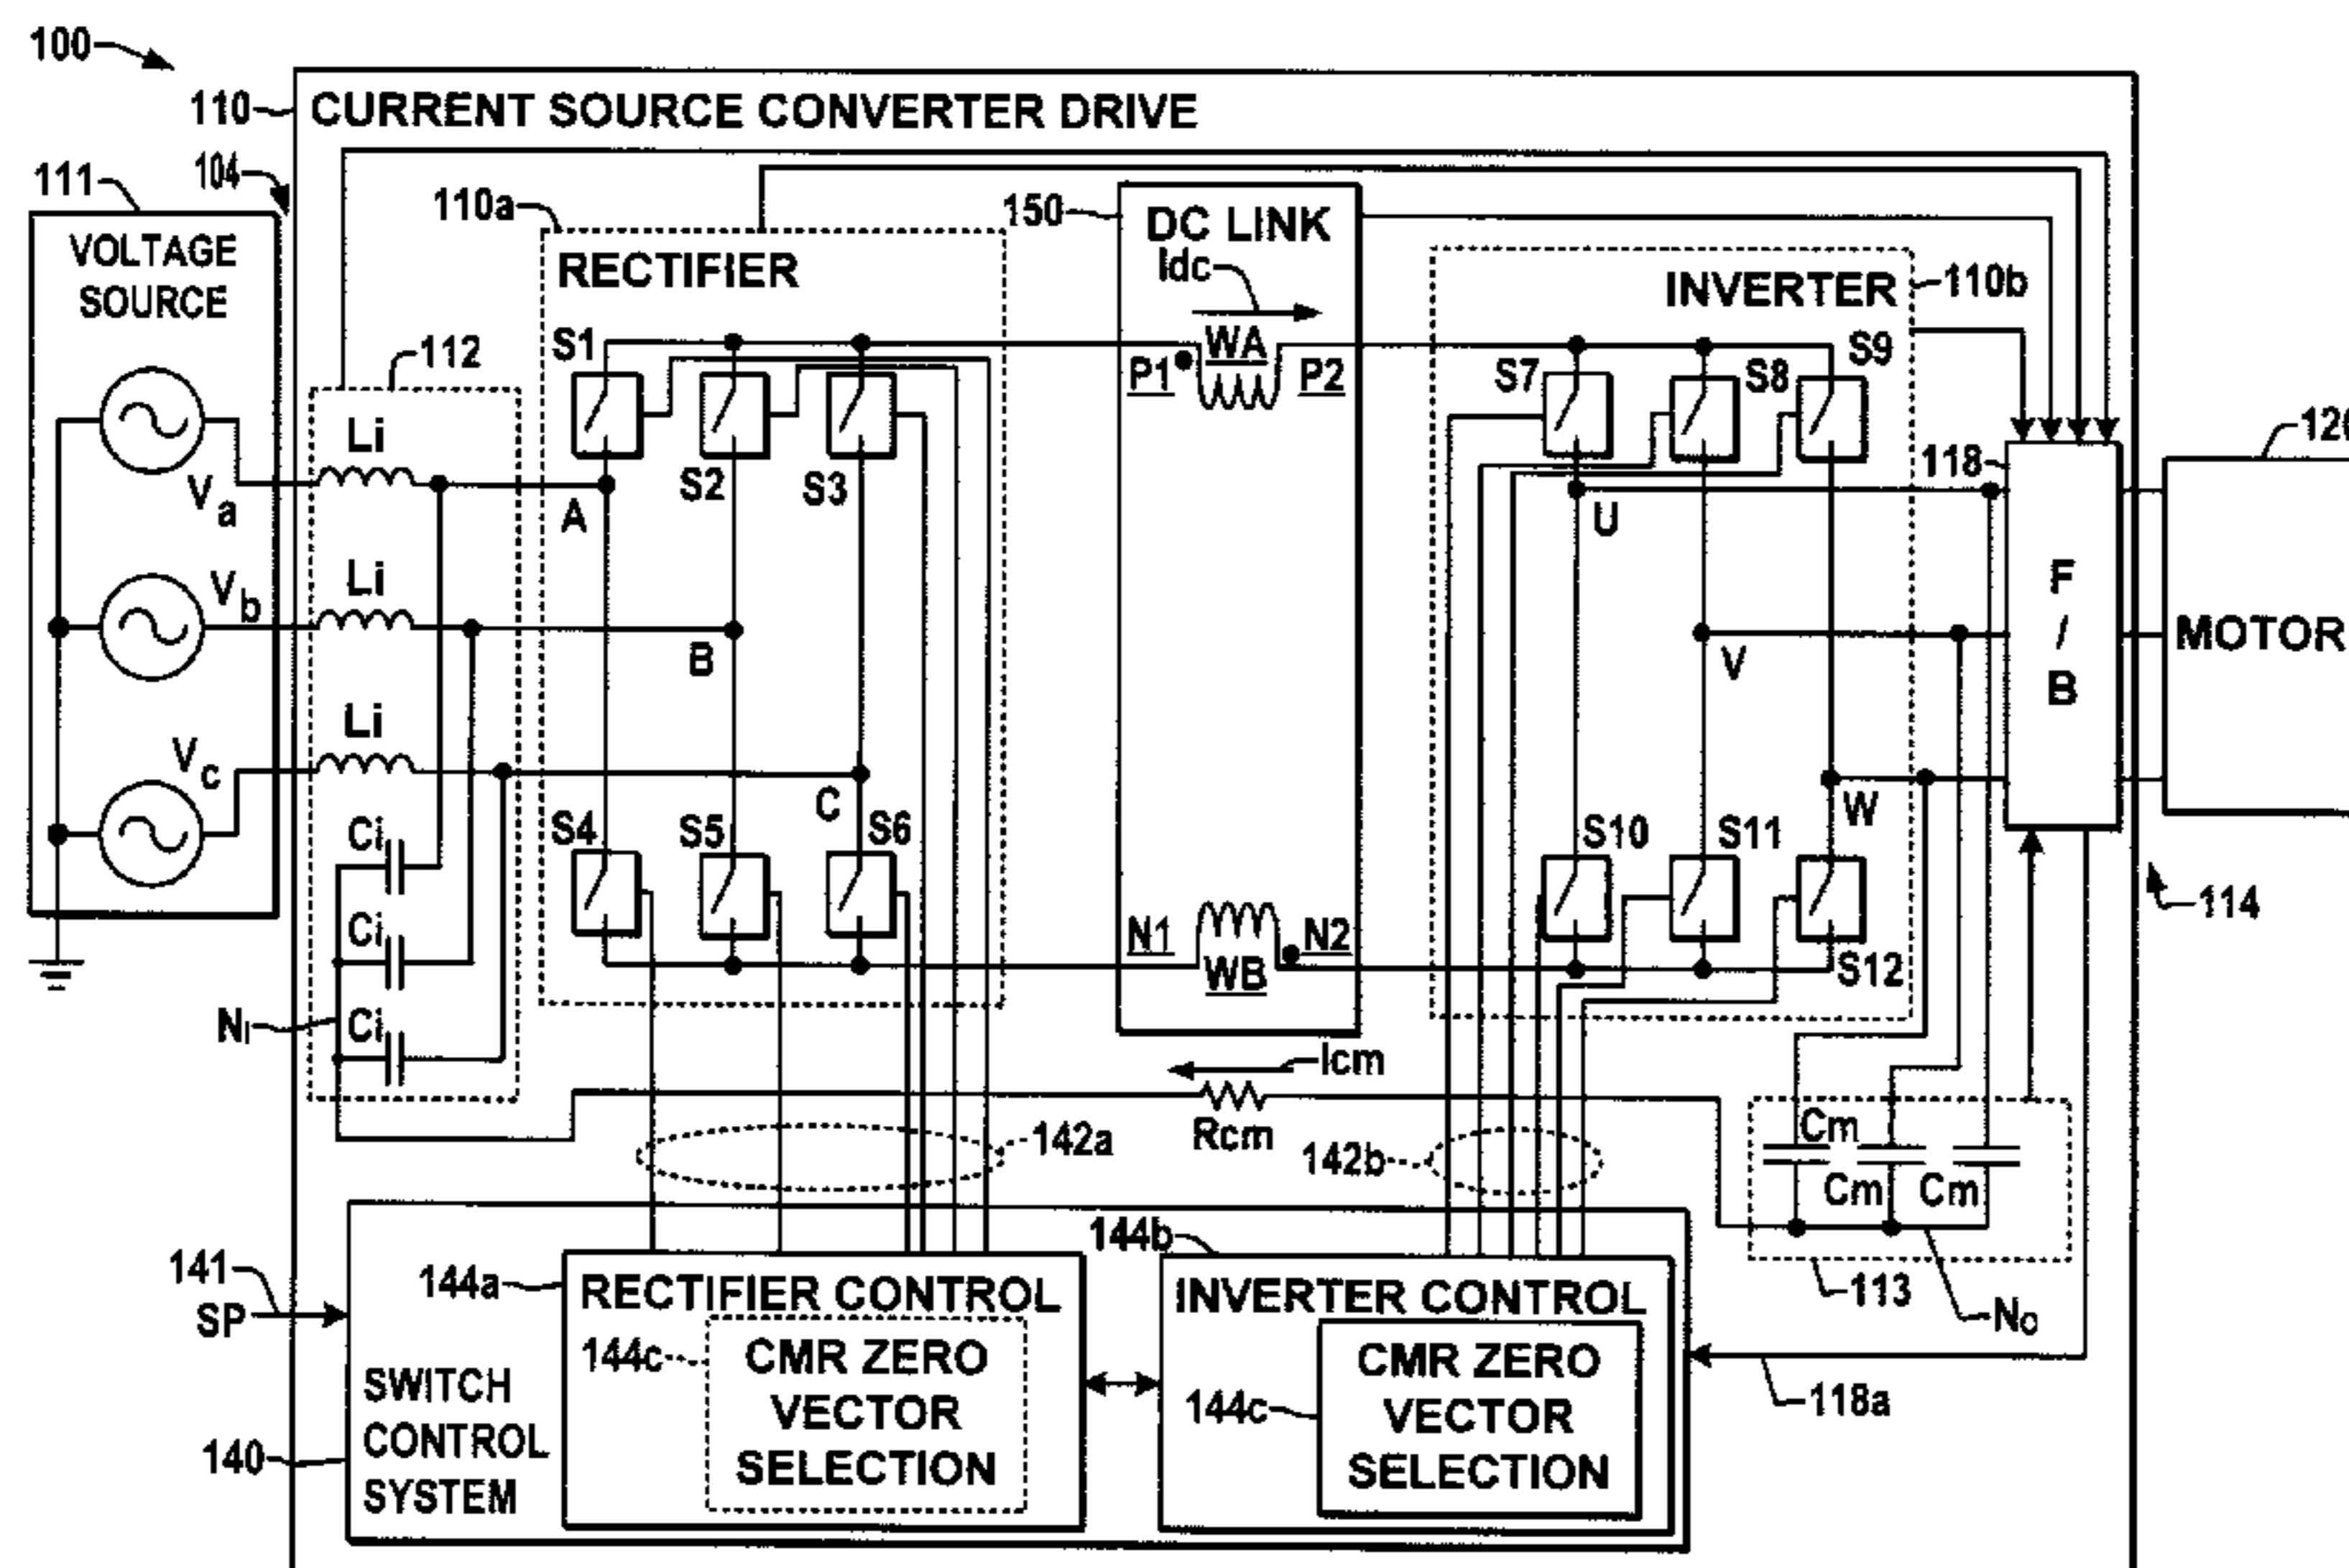 100
110
CURRENT SOURCE CONVERTER DRIVE
111
104
VOLTAGE
SOURCE
Va
Vb
Vc
112
Li
Li
Li
Ci
Ci
Ci
NI
110a
RECTIFIER
S1
S2
S3
A
B
C
S4
S5
S6
150
DC LINK
Idc
WA
P1
P2
N1
N2
WB
INVERTER
110b
S7
S8
S9
U
V
W
S10
S11
S12
118
F
/
B
MOTOR
114
Icm
Rcm
142a
142b
Cm
Cm
Cm
113
No
141
SP
144a
RECTIFIER CONTROL
144c
CMR ZERO
VECTOR
SELECTION
144b
INVERTER CONTROL
144c
CMR ZERO
VECTOR
SELECTION
118a
SWITCH
CONTROL
SYSTEM
140